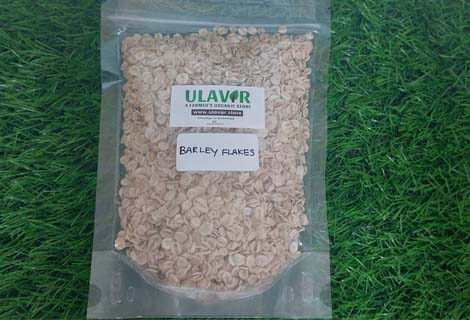 ULAVOR
A FARMER'S ORGANIC STORE
www.ulavor.store
BARLEY FLAKES